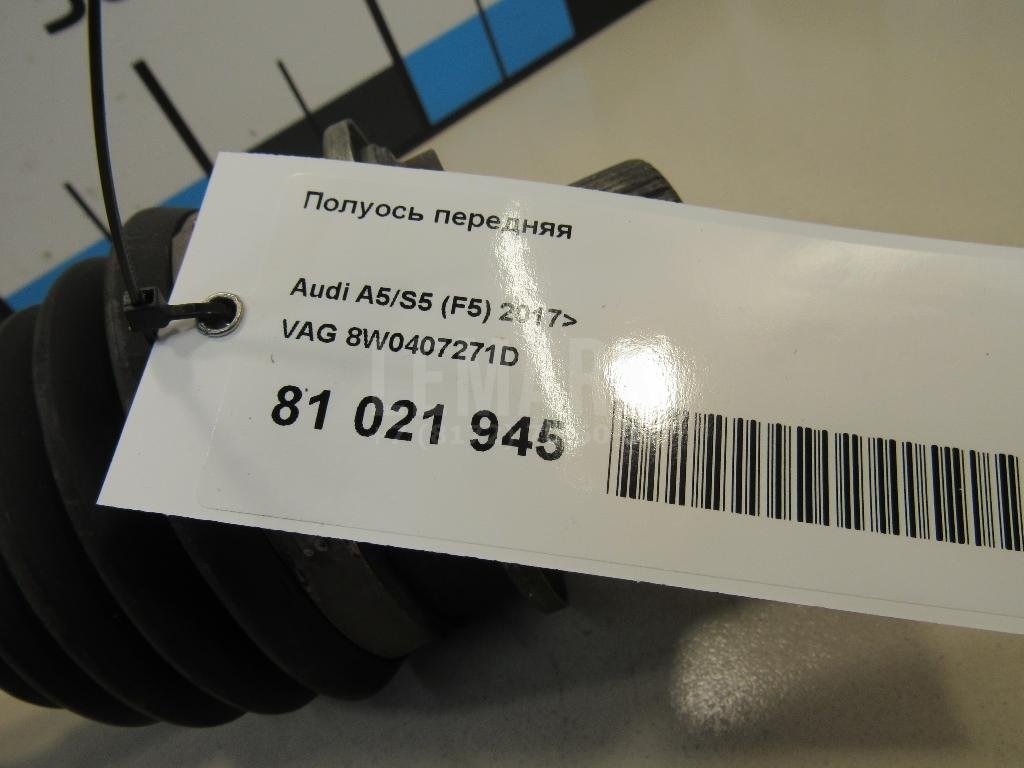 Полуось передняя
Audi A5/S5 (F5) 2017>
VAG 8W0407271D
81 021 945